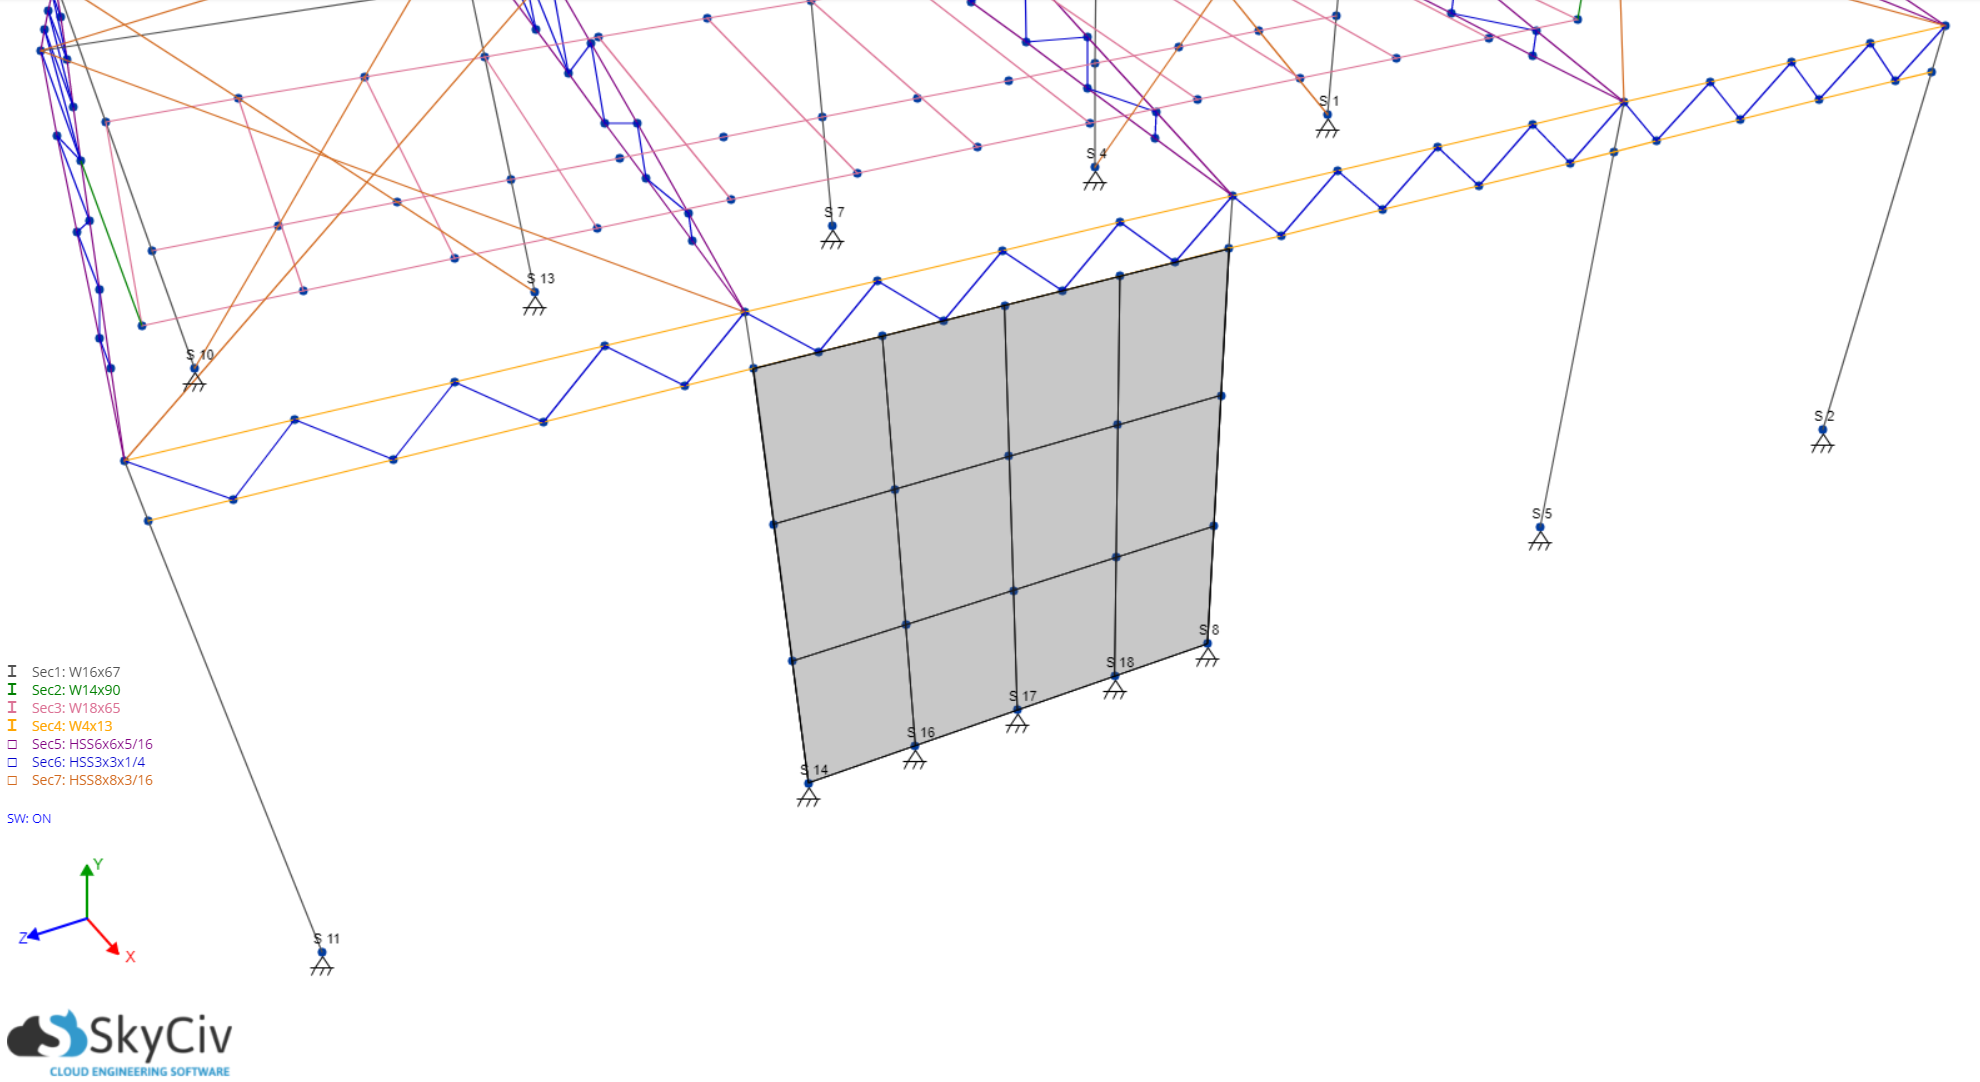 S 1
S 4
S 7
S 13
S 10
S 2
S 5
S 8
S 18
S 17
S 16
S 14
S 11
Sec1: W16x67
Sec2: W14x90
Sec3: W18x65
Sec4: W4x13
Sec5: HSS6x6x5/16
Sec6: HSS3x3x1/4
Sec7: HSS8x8x3/16
SW: ON
Y
Z
X
SkyCiv
CLOUD ENGINEERING SOFTWARE